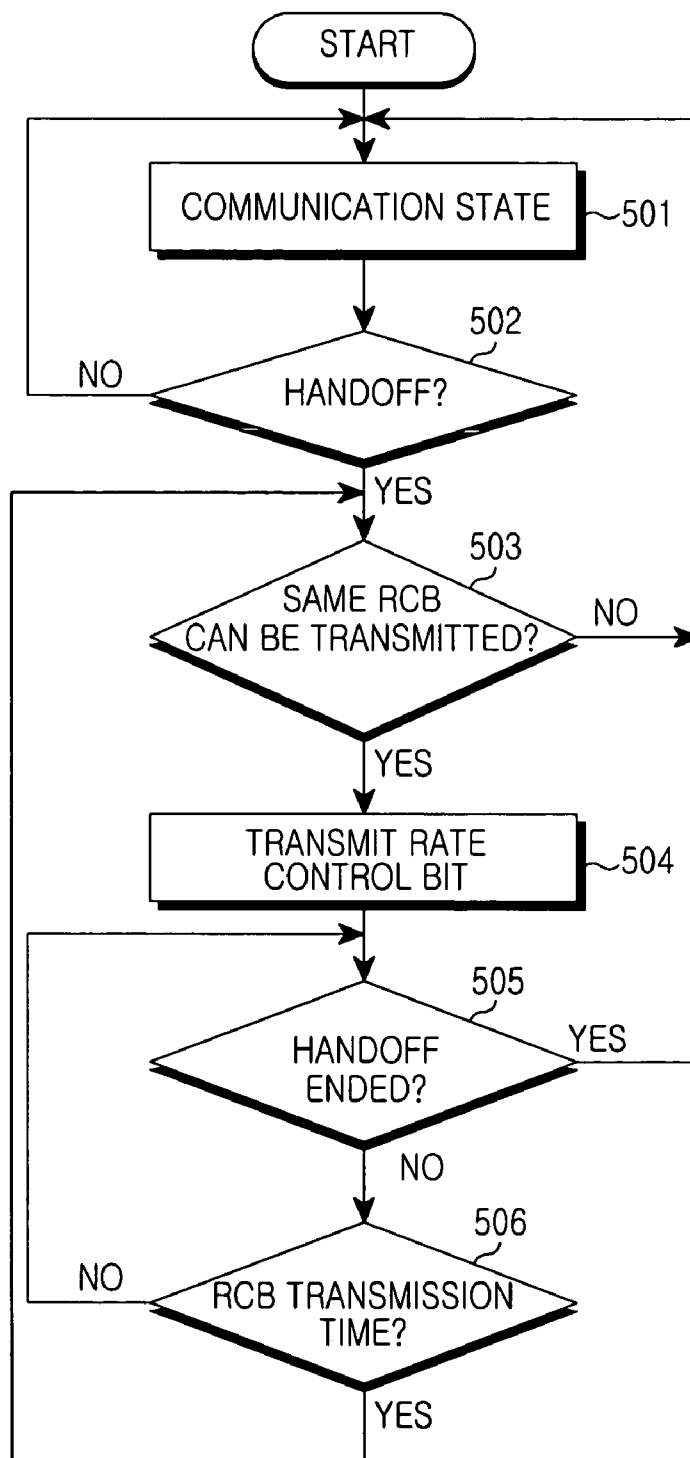 START
COMMUNICATION STATE
501
502
NO
HANDOFF?
YES
503
SAME RCB
CAN BE TRANSMITTED?
NO
YES
TRANSMIT RATE
CONTROL BIT
504
505
YES
HANDOFF
ENDED?
NO
506
NO
RCB TRANSMISSION
TIME?
YES